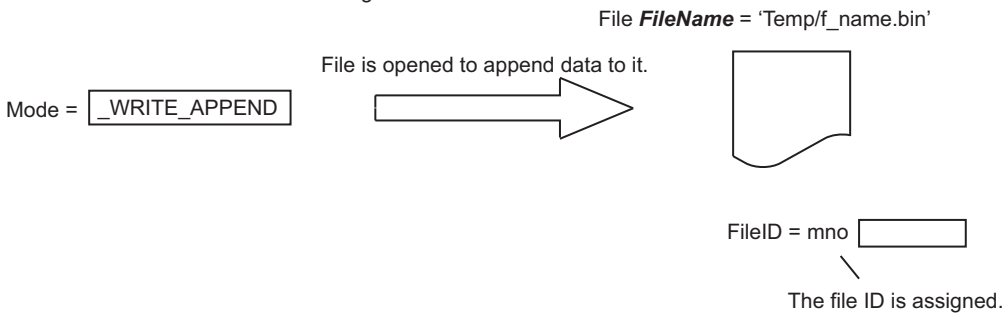 File FileName = ‘Temp/f_name.bin’
File is opened to append data to it.
Mode = _WRITE_APPEND
FileID = mno
The file ID is assigned.